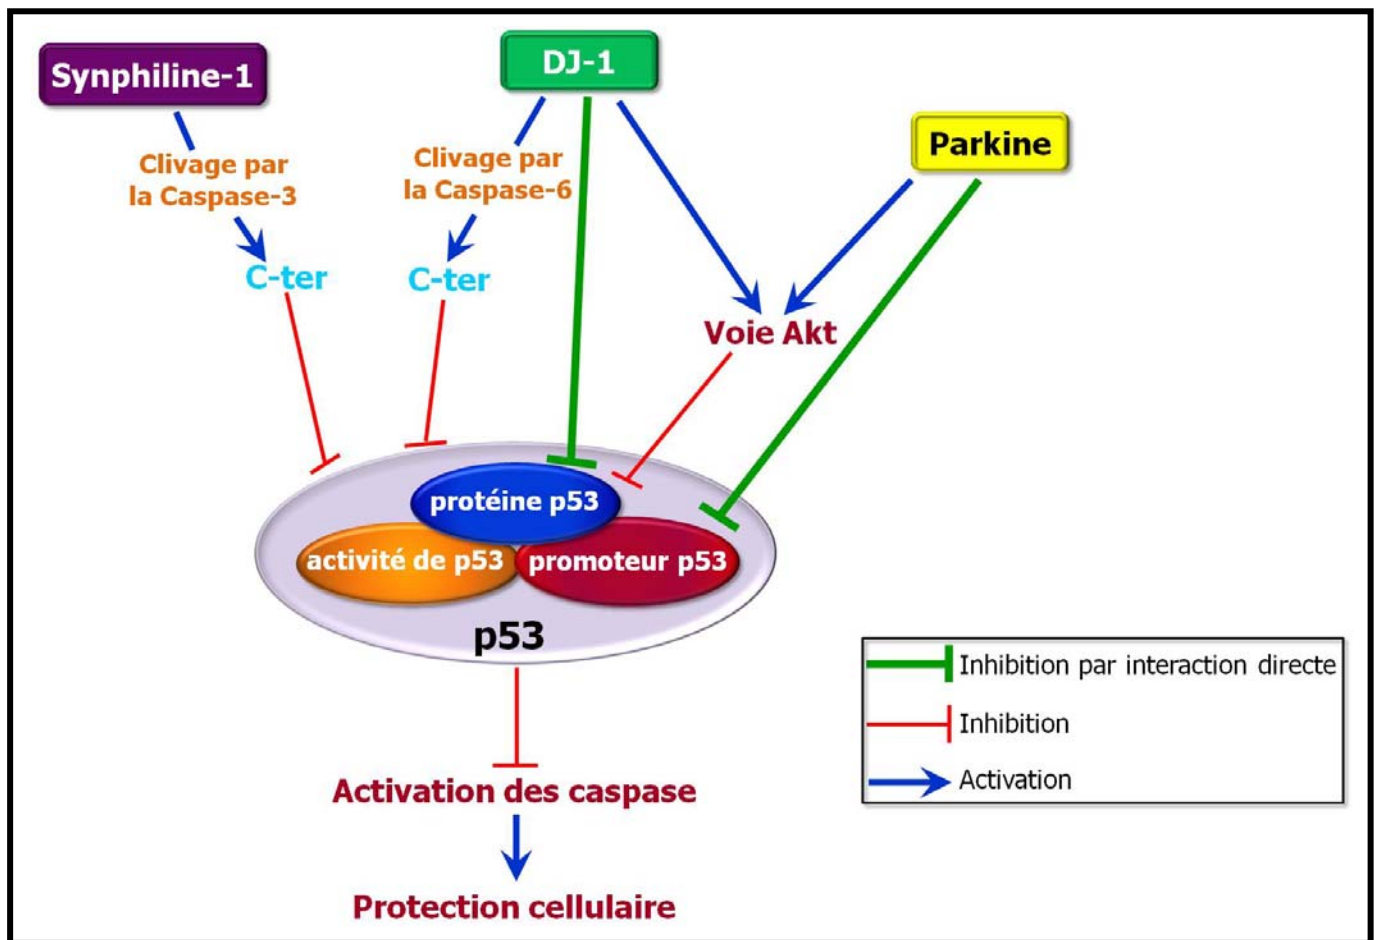 Synphiline-1
DJ-1
Parkine
Clivage par
la Caspase-3
Clivage par
la Caspase-6
C-ter
C-ter
Voie Akt
protéine p53
activité de p53
promoteur p53
p53
Inhibition par interaction directe
Inhibition
Activation
Activation des caspase
Protection cellulaire